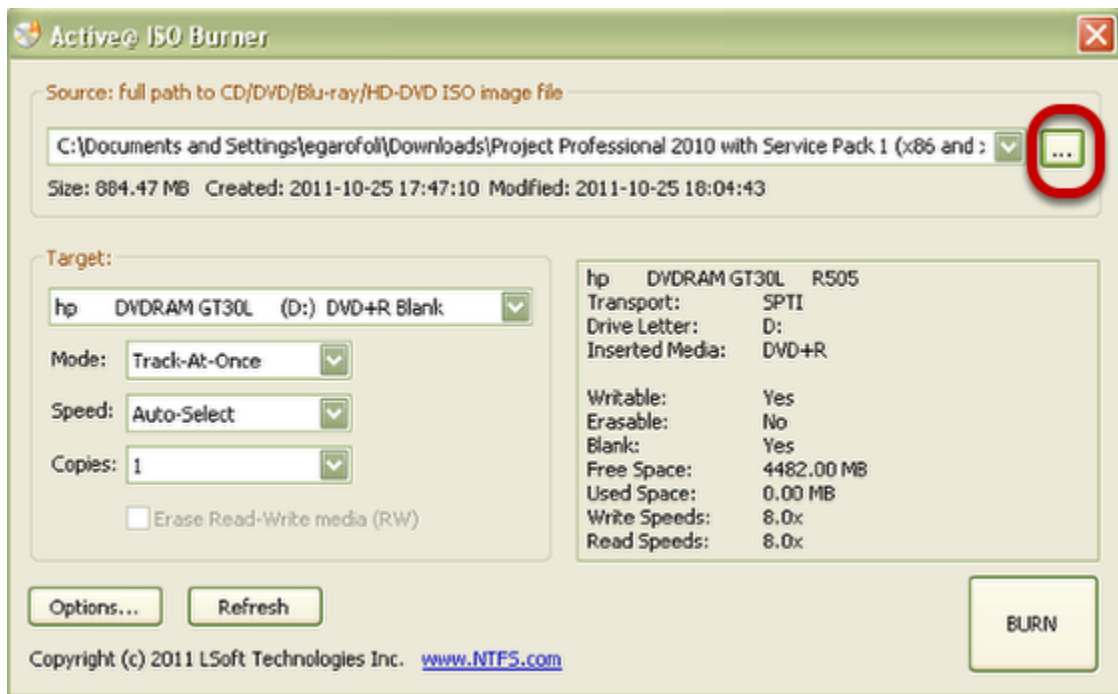 Active@ ISO Burner
Source: full path to CD/DVD/Blu-ray/HD-DVD ISO image file
C:\Documents and Settings\egarofoli\Downloads\Project Professional 2010 with Service Pack 1 (x86 and
...
Size: 884.47 MB Created: 2011-10-25 17:47:10 Modified: 2011-10-25 18:04:43
Target:
hp DVDRAM GT30L (D:) DVD+R Blank
Mode: Track-At-Once
Speed: Auto-Select
Copies: 1
Erase Read-Write media (RW)
hp DVDRAM GT30L R505
Transport: SPTI
Drive Letter: D:
Inserted Media: DVD+R
Writable: Yes
Erasable: No
Blank: Yes
Free Space: 4482.00 MB
Used Space: 0.00 MB
Write Speeds: 8.0x
Read Speeds: 8.0x
Options... Refresh
BURN
Copyright (c) 2011 LSoft Technologies Inc. www.NTFS.com